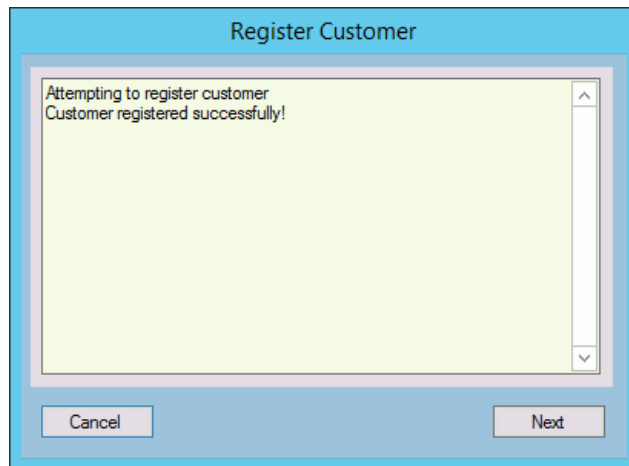 Register Customer
Attempting to register customer
Customer registered successfully!
Cancel
Next